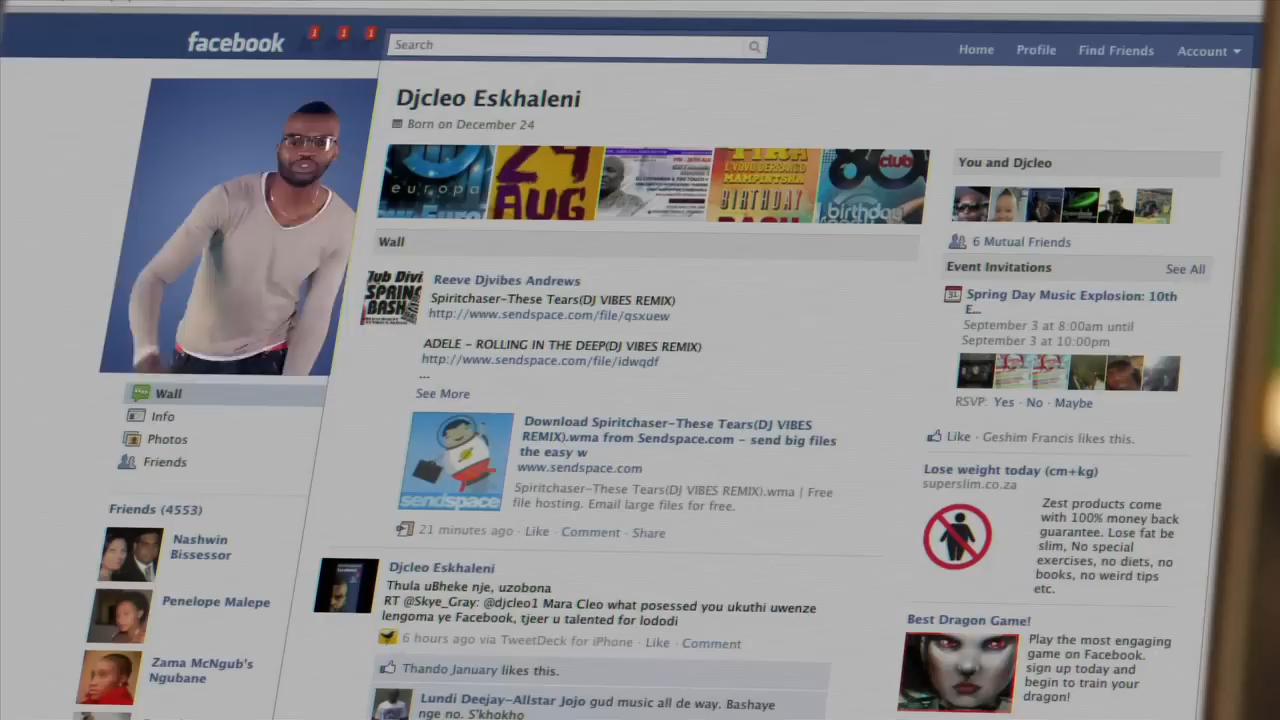 facebook
1
1
1
Search
Home
Profile
Find Friends
Account
Djcleo Eskhaleni
Born on December 24
europa
24
AUG
MAMPINTSHA
BIRTHDAY
club
birthday
You and Djcleo
6 Mutual Friends
Wall
Event Invitations
See All
31
Spring Day Music Explosion: 10th
E...
September 3 at 8:00am until
September 3 at 10:00pm
RSVP: Yes · No · Maybe
Like · Geshim Francis likes this.
SPRING
BASH
Reeve Djvibes Andrews
Spiritchaser-These Tears(DJ VIBES REMIX)
http://www.sendspace.com/file/qsxuew
ADELE - ROLLING IN THE DEEP(DJ VIBES REMIX)
http://www.sendspace.com/file/idwqdf
...
See More
sendspace
Download Spiritchaser-These Tears(DJ VIBES
REMIX).wma from Sendspace.com - send big files
the easy w
www.sendspace.com
Spiritchaser-These Tears(DJ VIBES REMIX).wma | Free
file hosting. Email large files for free.
21 minutes ago · Like · Comment · Share
Wall
Info
Photos
Friends
Friends (4553)
Nashwin
Bissessor
Penelope Malepe
Zama McNgub's
Ngubane
Djcleo Eskhaleni
Thula uBheke nje, uzobona
RT @Skye_Gray: @djcleo1 Mara Cleo what posessed you ukuthi uwenze
lengoma ye Facebook, tjeer u talented for lododi
6 hours ago via TweetDeck for iPhone · Like · Comment
Thando January likes this.
Lundi Deejay-Allstar Jojo gud music all de way. Bashaye
nge no. S'khokho
Lose weight today (cm+kg)
superslim.co.za
Zest products come
with 100% money back
guarantee. Lose fat be
slim, No special
exercises, no diets, no
books, no weird tips
etc.
Best Dragon Game!
Play the most engaging
game on Facebook.
sign up today and
begin to train your
dragon!